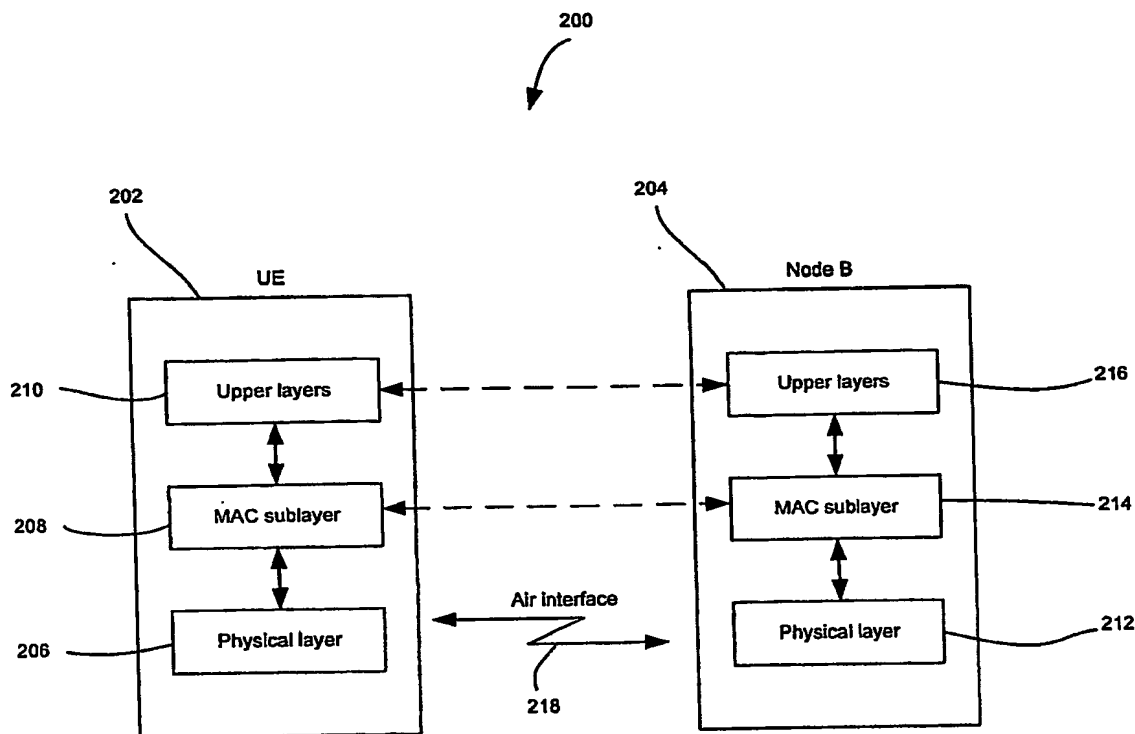 200
202
204
UE
Node B
210
Upper layers
Upper layers
216
208
MAC sublayer
MAC sublayer
214
Air interface
206
Physical layer
Physical layer
212
218